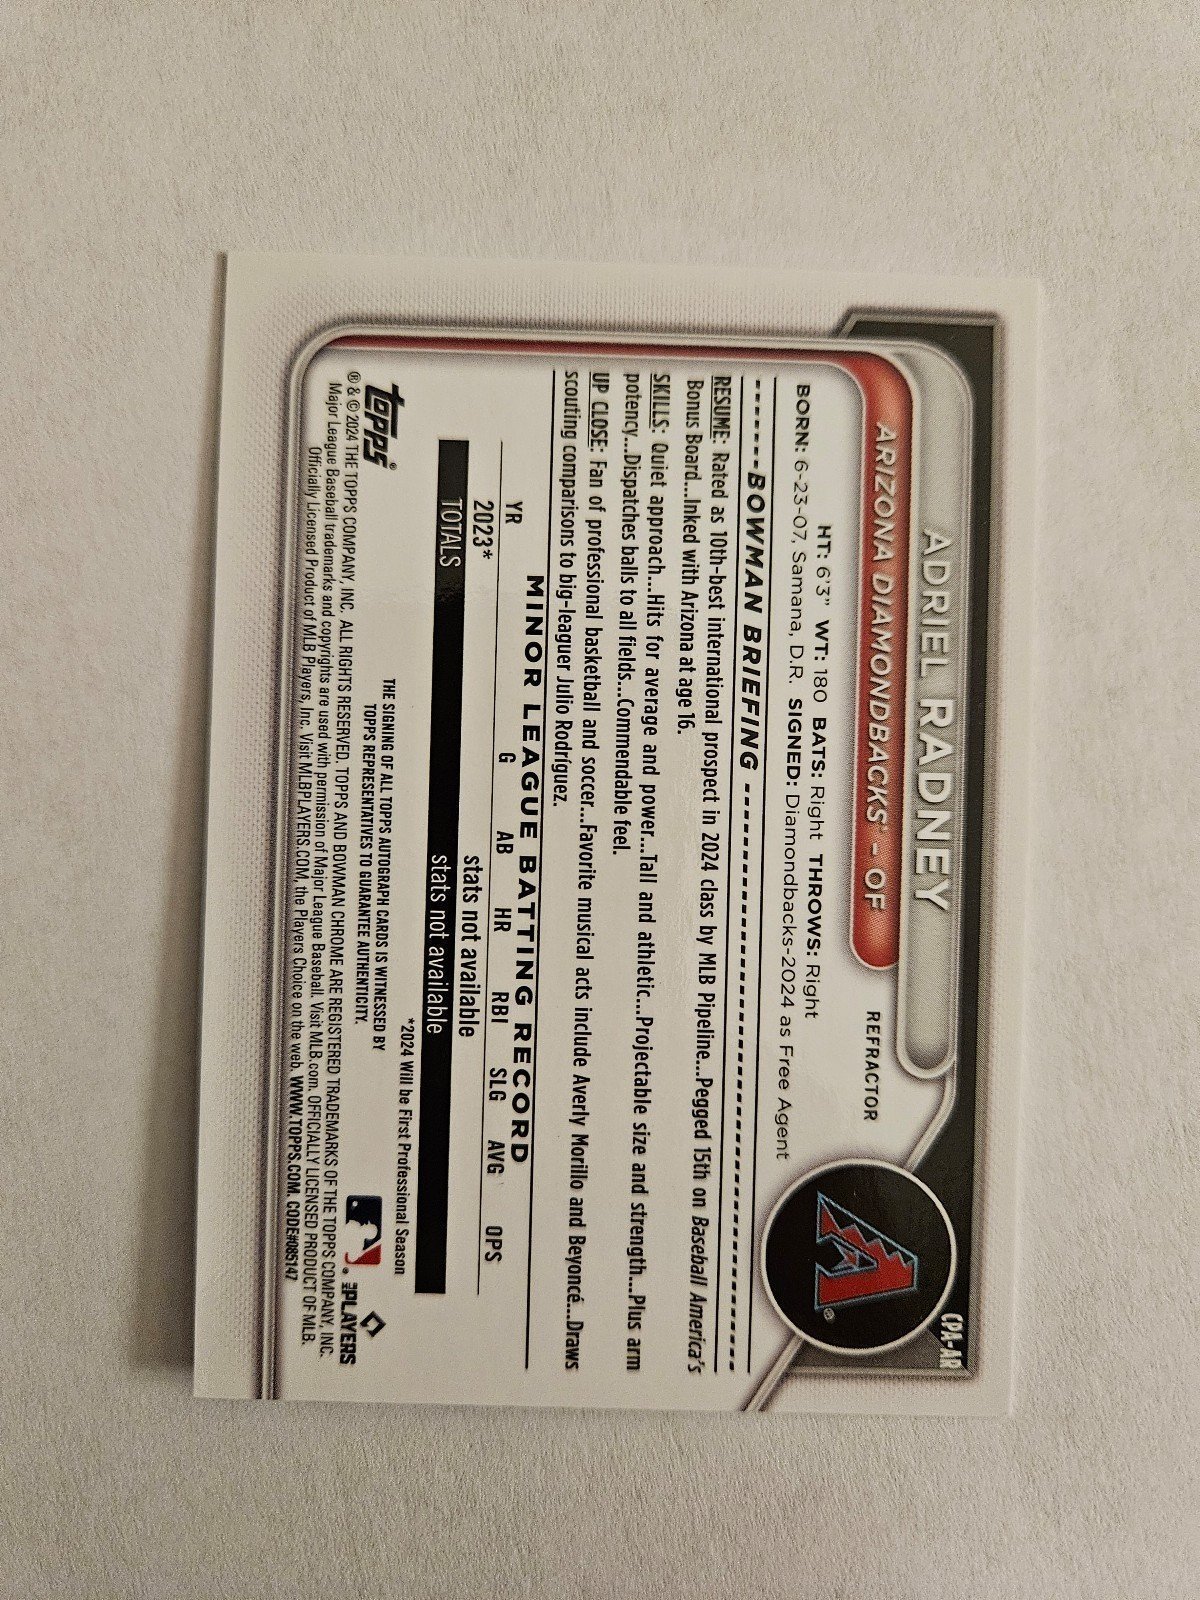 CPA-AR
ADRIEL RADNEY
ARIZONA DIAMONDBACKS® - OF
REFRACTOR
HT: 6'3" WT: 180 BATS: Right THROWS: Right
BORN: 6-23-07, Samana, D.R. SIGNED: Diamondbacks-2024 as Free Agent
BOWMAN BRIEFING
RESUME: Rated as 10th-best international prospect in 2024 class by MLB Pipeline...Pegged 15th on Baseball America's
Bonus Board...Inked with Arizona at age 16.
SKILLS: Quiet approach...Hits for average and power...Tall and athletic...Projectable size and strength...Plus arm
potency...Dispatches balls to all fields...Commendable feel.
UP CLOSE: Fan of professional basketball and soccer...Favorite musical acts include Averly Morillo and Beyoncé...Draws
scouting comparisons to big-leaguer Julio Rodríguez.
MINOR LEAGUE BATTING RECORD
YR G AB HR RBI SLG AVG OPS
2023* stats not available
TOTALS stats not available
*2024 Will be First Professional Season
topps®
THE SIGNING OF ALL TOPPS AUTOGRAPH CARDS IS WITNESSED BY
TOPPS REPRESENTATIVES TO GUARANTEE AUTHENTICITY.
MLB PLAYERS
® & © 2024 THE TOPPS COMPANY, INC. ALL RIGHTS RESERVED. TOPPS AND BOWMAN CHROME ARE REGISTERED TRADEMARKS OF THE TOPPS COMPANY, INC.
Major League Baseball trademarks and copyrights are used with permission of Major League Baseball. Visit MLB.com. OFFICIALLY LICENSED PRODUCT OF MLB.
Officially Licensed Product of MLB Players, Inc. Visit MLBPLAYERS.COM, the Players Choice on the web. WWW.TOPPS.COM. CODE#085147